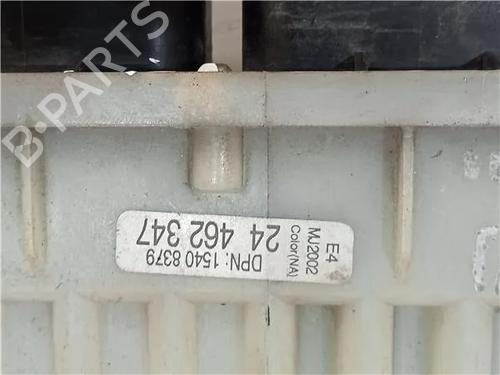 B-PARTS
DPN: 1540 8379
24 462 347
Color(NA)
MJ2002
E4